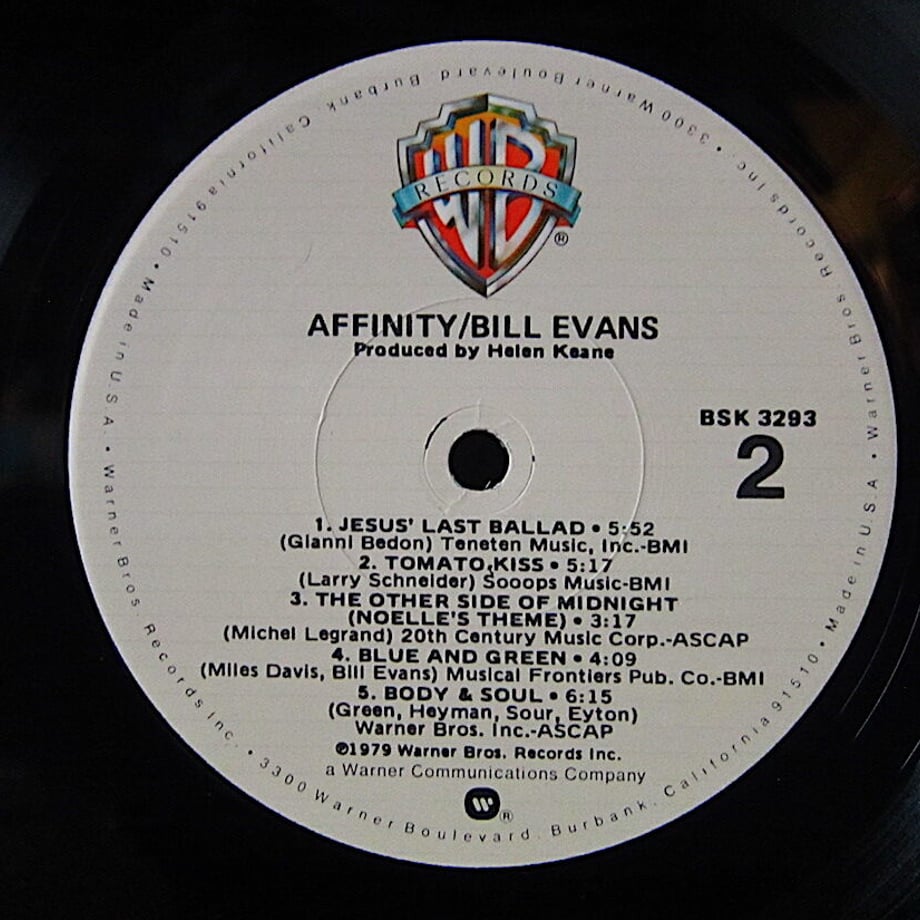 WB
RECORDS
®
AFFINITY/BILL EVANS
Produced by Helen Keane
BSK 3293
2
1. JESUS' LAST BALLAD • 5:52
(Gianni Bedon) Teneten Music, Inc.-BMI
2. TOMATO KISS • 5:17
(Larry Schneider) Sooops Music-BMI
3. THE OTHER SIDE OF MIDNIGHT
(NOELLE'S THEME) • 3:17
(Michel Legrand) 20th Century Music Corp.-ASCAP
4. BLUE AND GREEN • 4:09
(Miles Davis, Bill Evans) Musical Frontiers Pub. Co.-BMI
5. BODY & SOUL • 6:15
(Green, Heyman, Sour, Eyton)
Warner Bros. Inc.-ASCAP
℗1979 Warner Bros. Records Inc.
a Warner Communications Company
®
Warner Bros. Records Inc. • 3300 Warner Boulevard. Burbank. California 91510 • Made in U.S.A. • Warner Bros. Records Inc. • 3300 Warner Boulevard. Burbank. California 91510 • Made in U.S.A. •